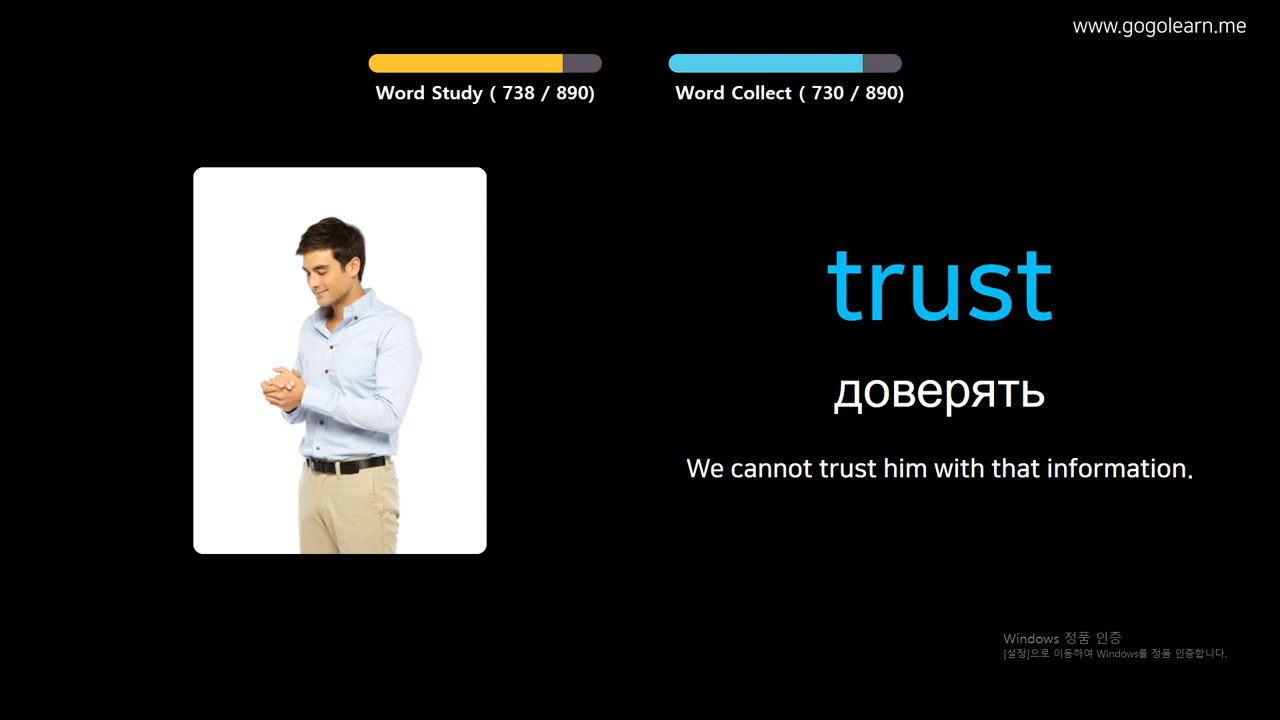 www.gogolearn.me
Word Study ( 738 / 890)
Word Collect ( 730 / 890)
trust
доверять
We cannot trust him with that information.
Windows 정품 인증
[설정]으로 이동하여 Windows를 정품 인증합니다.